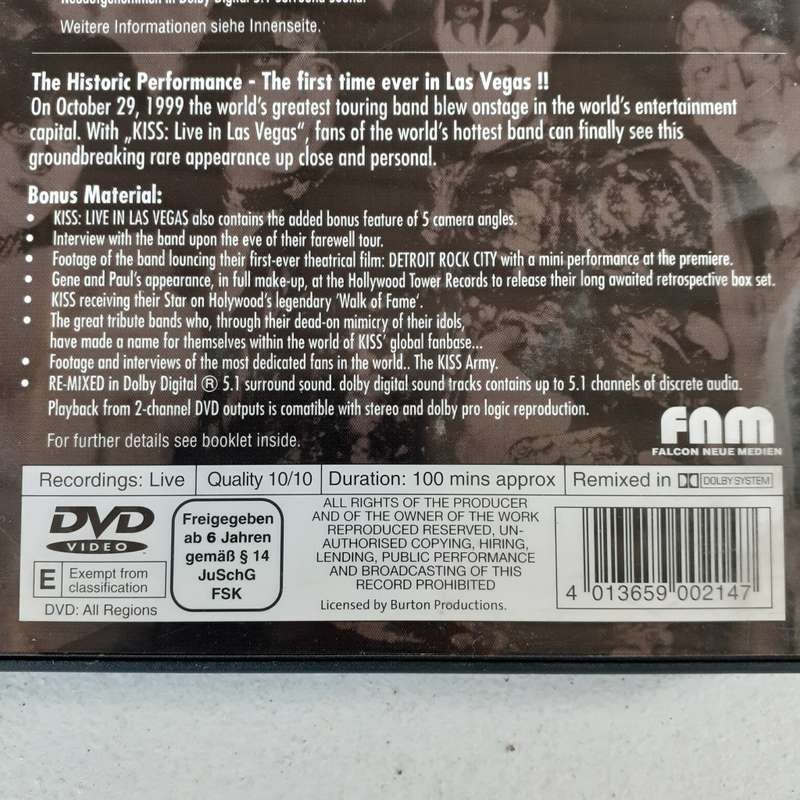 Weitere Informationen siehe Innenseite.
The Historic Performance - The first time ever in Las Vegas !!
On October 29, 1999 the world's greatest touring band blew onstage in the world's entertainment
capital. With „KISS: Live in Las Vegas“, fans of the world's hottest band can finally see this
groundbreaking rare appearance up close and personal.
Bonus Material:
• KISS: LIVE IN LAS VEGAS also contains the added bonus feature of 5 camera angles.
• Interview with the band upon the eve of their farewell tour.
• Footage of the band louncing their first-ever theatrical film: DETROIT ROCK CITY with a mini performance at the premiere.
• Gene and Paul's appearance, in full make-up, at the Hollywood Tower Records to release their long awaited retrospective box set.
• KISS receiving their Star on Holywood's legendary 'Walk of Fame'.
• The great tribute bands who, through their dead-on mimicry of their idols,
have made a name for themselves within the world of KISS' global fanbase...
• Footage and interviews of the most dedicated fans in the world.. The KISS Army.
• RE-MIXED in Dolby Digital ® 5.1 surround sound. dolby digital sound tracks contains up to 5.1 channels of discrete audia.
Playback from 2-channel DVD outputs is comatible with stereo and dolby pro logic reproduction.
For further details see booklet inside.
FNM
FALCON NEUE MEDIEN
Recordings: Live
Quality 10/10
Duration: 100 mins approx
Remixed in DOLBY SYSTEM
DVD
VIDEO
E Exempt from
classification
DVD: All Regions
Freigegeben
ab 6 Jahren
gemäß § 14
JuSchG
FSK
ALL RIGHTS OF THE PRODUCER
AND OF THE OWNER OF THE WORK
REPRODUCED RESERVED, UN-
AUTHORISED COPYING, HIRING,
LENDING, PUBLIC PERFORMANCE
AND BROADCASTING OF THIS
RECORD PROHIBITED
Licensed by Burton Productions.
4 013659 002147